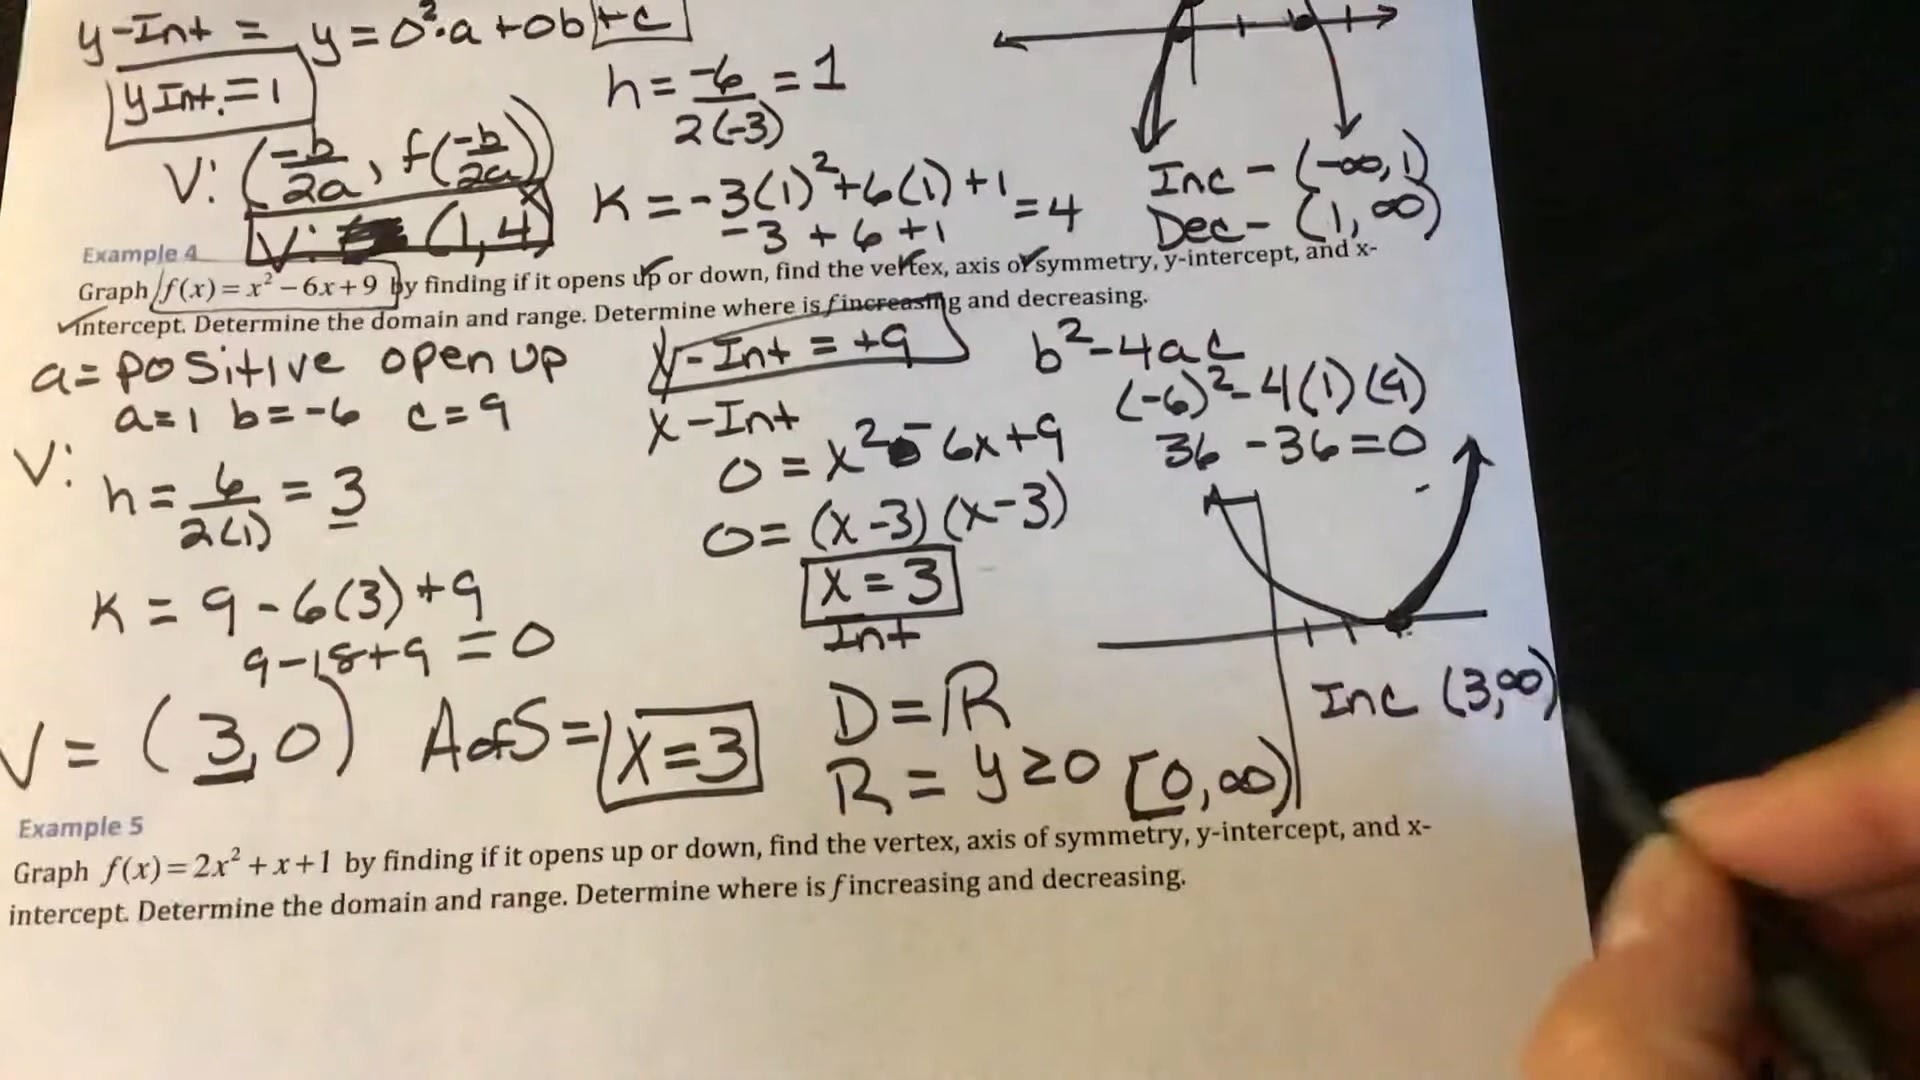 y-Int = y = 0²·a + 0b + c
y Int. = 1
h = -6/2(-3) = 1
V: (-b/2a, f(-b/2a))
K = -3(1)² + 6(1) + 1 = 4
-3 + 6 + 1
V: (1, 4)
Inc - (-∞, 1)
Dec - (1, ∞)
Example 4
Graph f(x) = x² - 6x + 9 by finding if it opens up or down, find the vertex, axis of symmetry, y-intercept, and x-
intercept. Determine the domain and range. Determine where is f increasing and decreasing.
a = positive open up
a=1 b=-6 c=9
V:
h = 6/2(1) = 3
K = 9 - 6(3) + 9
9 - 18 + 9 = 0
V = (3, 0)
A of S = x = 3
y-Int = +9
x-Int
0 = x² - 6x + 9
0 = (x - 3)(x - 3)
x = 3
Int
D = R
R = y ≥ 0 [0, ∞)
b² - 4ac
(-6)² - 4(1)(9)
36 - 36 = 0
Inc (3, ∞)
Example 5
Graph f(x) = 2x² + x + 1 by finding if it opens up or down, find the vertex, axis of symmetry, y-intercept, and x-
intercept. Determine the domain and range. Determine where is f increasing and decreasing.